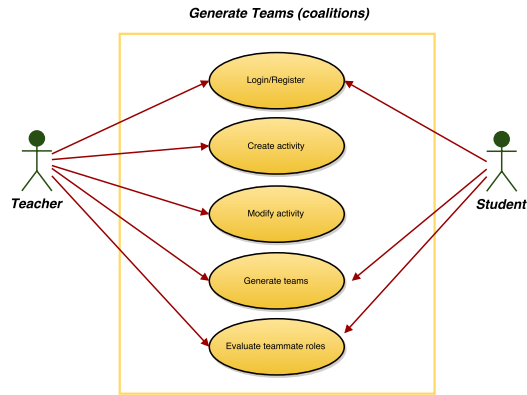 Generate Teams (coalitions)
Login/Register
Create activity
Teacher
Student
Modify activity
Generate teams
Evaluate teammate roles